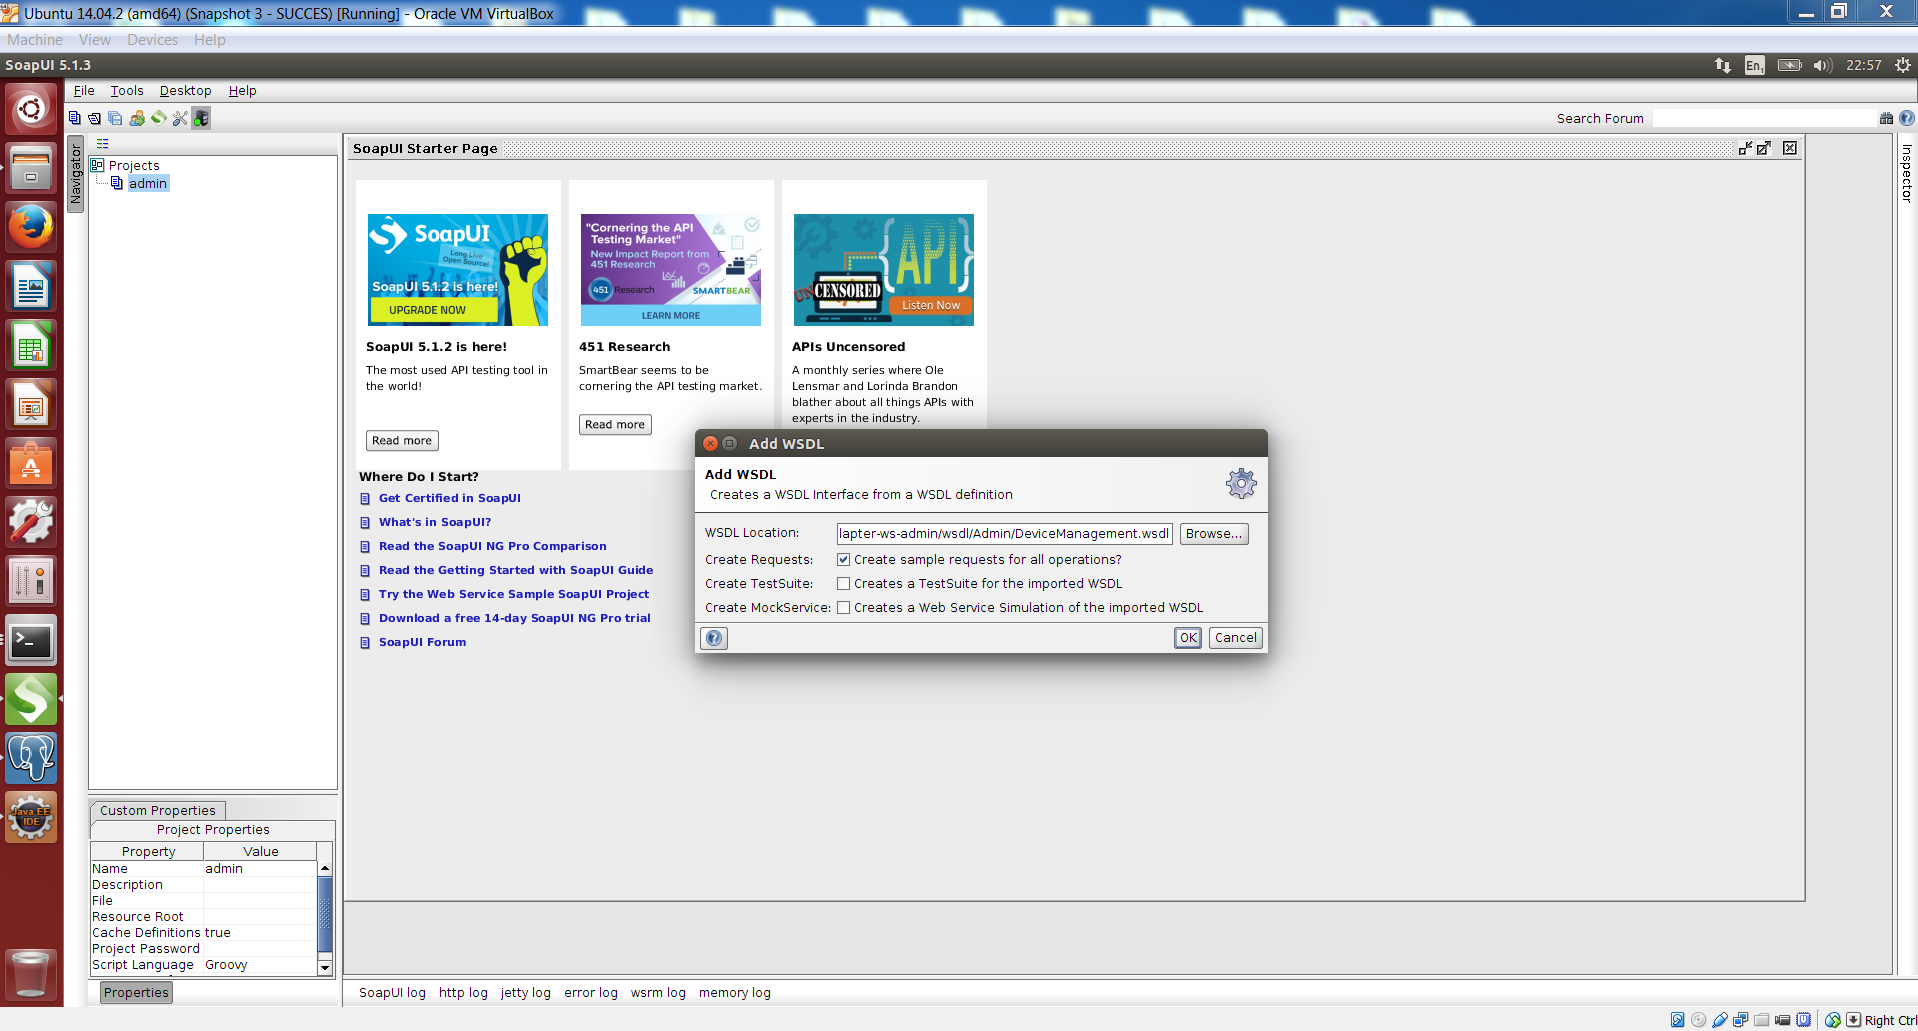 Ubuntu 14.04.2 (amd64) (Snapshot 3 - SUCCES) [Running] - Oracle VM VirtualBox
Machine View Devices Help
SoapUI 5.1.3
En1 22:57
File Tools Desktop Help
Search Forum
Navigator
Projects
admin
SoapUI Starter Page
Inspector
SoapUI
Long Live
Open Source!
SoapUI 5.1.2 is here!
UPGRADE NOW
SoapUI 5.1.2 is here!
The most used API testing tool in
the world!
Read more
"Cornering the API
Testing Market"
New Impact Report from
451 Research
451 Research
SMARTBEAR
LEARN MORE
451 Research
SmartBear seems to be
cornering the API testing market.
Read more
{API}
UNCENSORED
Listen Now
APIs Uncensored
A monthly series where Ole
Lensmar and Lorinda Brandon
blather about all things APIs with
experts in the industry.
Where Do I Start?
Get Certified in SoapUI
What's in SoapUI?
Read the SoapUI NG Pro Comparison
Read the Getting Started with SoapUI Guide
Try the Web Service Sample SoapUI Project
Download a free 14-day SoapUI NG Pro trial
SoapUI Forum
Add WSDL
Add WSDL
Creates a WSDL Interface from a WSDL definition
WSDL Location: lapter-ws-admin/wsdl/Admin/DeviceManagement.wsdl Browse...
Create Requests: Create sample requests for all operations?
Create TestSuite: Creates a TestSuite for the imported WSDL
Create MockService: Creates a Web Service Simulation of the imported WSDL
OK Cancel
Java EE
IDE
Custom Properties
Project Properties
Property Value
Name admin
Description
File
Resource Root
Cache Definitions true
Project Password
Script Language Groovy
Properties
SoapUI log http log jetty log error log wsrm log memory log
Right Ctrl